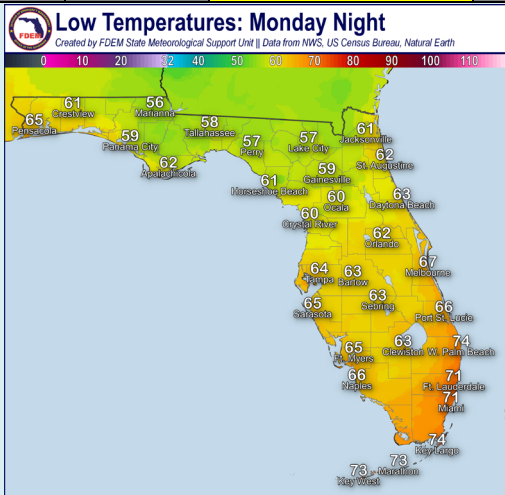 Low Temperatures: Monday Night
FDEM
Created by FDEM State Meteorological Support Unit || Data from NWS, US Census Bureau, Natural Earth
0 10 20 30 40 50 60 70 80 90 100 110
65
Pensacola
61
Crestview
56
Marianna
59
Panama City
58
Tallahassee
62
Apalachicola
57
Perry
57
Lake City
61
Jacksonville
62
St. Augustine
59
Gainesville
61
Horseshoe Beach
60
Ocala
63
Daytona Beach
60
Crystal River
62
Orlando
67
Melbourne
64
Tampa
63
Bartow
63
Sebring
65
Sarasota
66
Port St. Lucie
63
Clewiston
74
W. Palm Beach
65
Ft. Myers
66
Naples
71
Ft. Lauderdale
71
Miami
74
Key Largo
73
Marathon
73
Key West